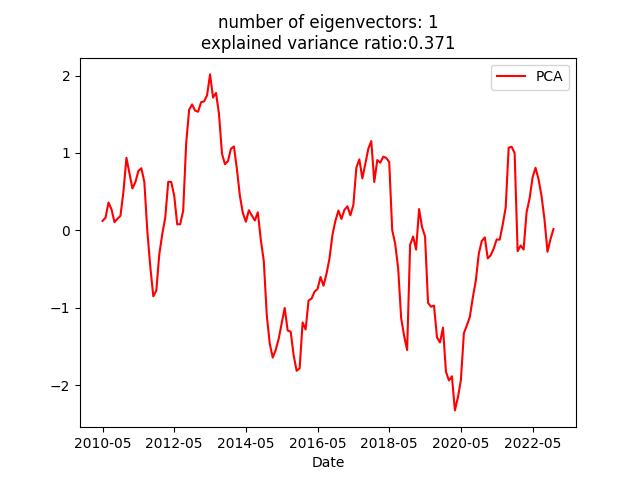 number of eigenvectors: 1
explained variance ratio:0.371
PCA
2
1
0
−1
−2
2010-05 2012-05 2014-05 2016-05 2018-05 2020-05 2022-05
Date